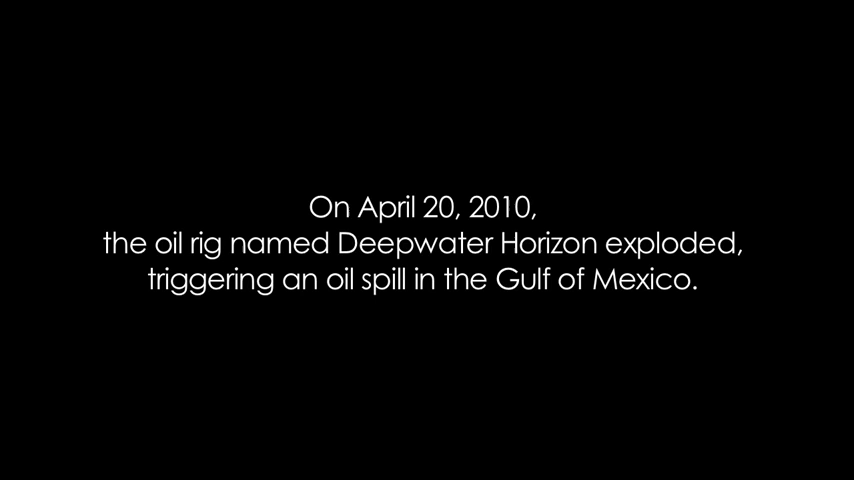 On April 20, 2010,
the oil rig named Deepwater Horizon exploded,
triggering an oil spill in the Gulf of Mexico.